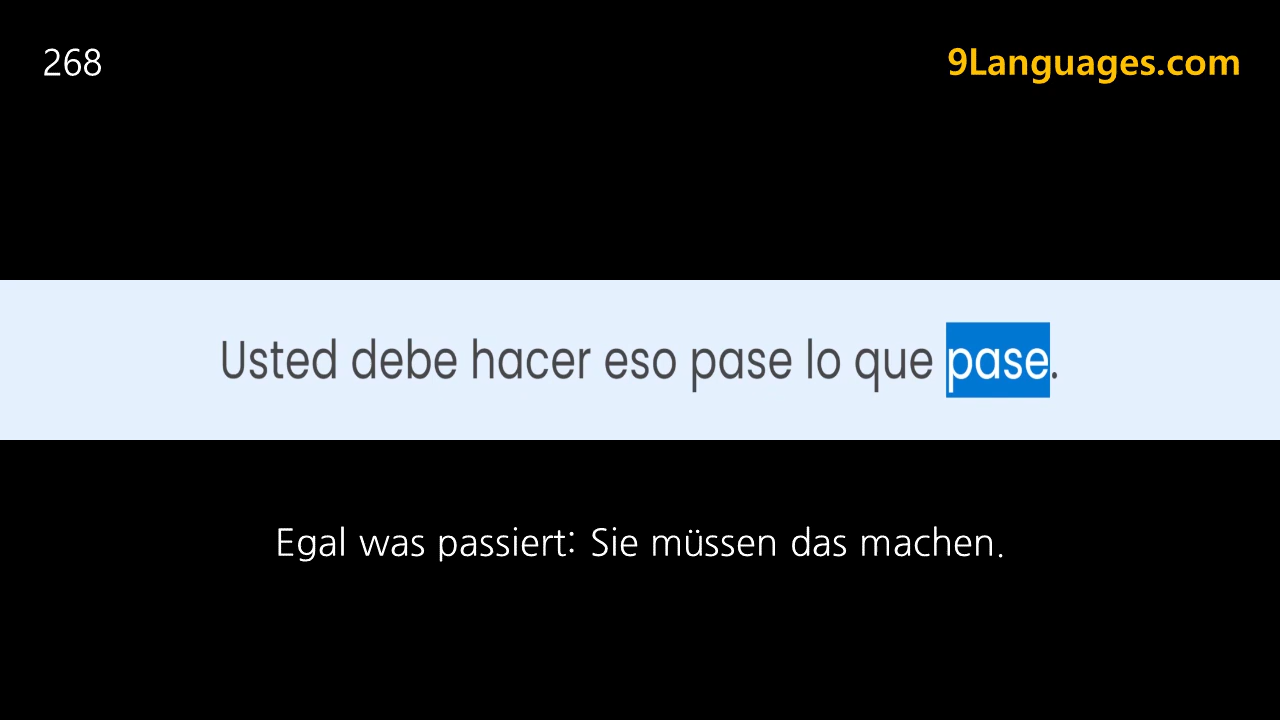 268
9Languages.com
Usted debe hacer eso pase lo que pase.
Egal was passiert: Sie müssen das machen.